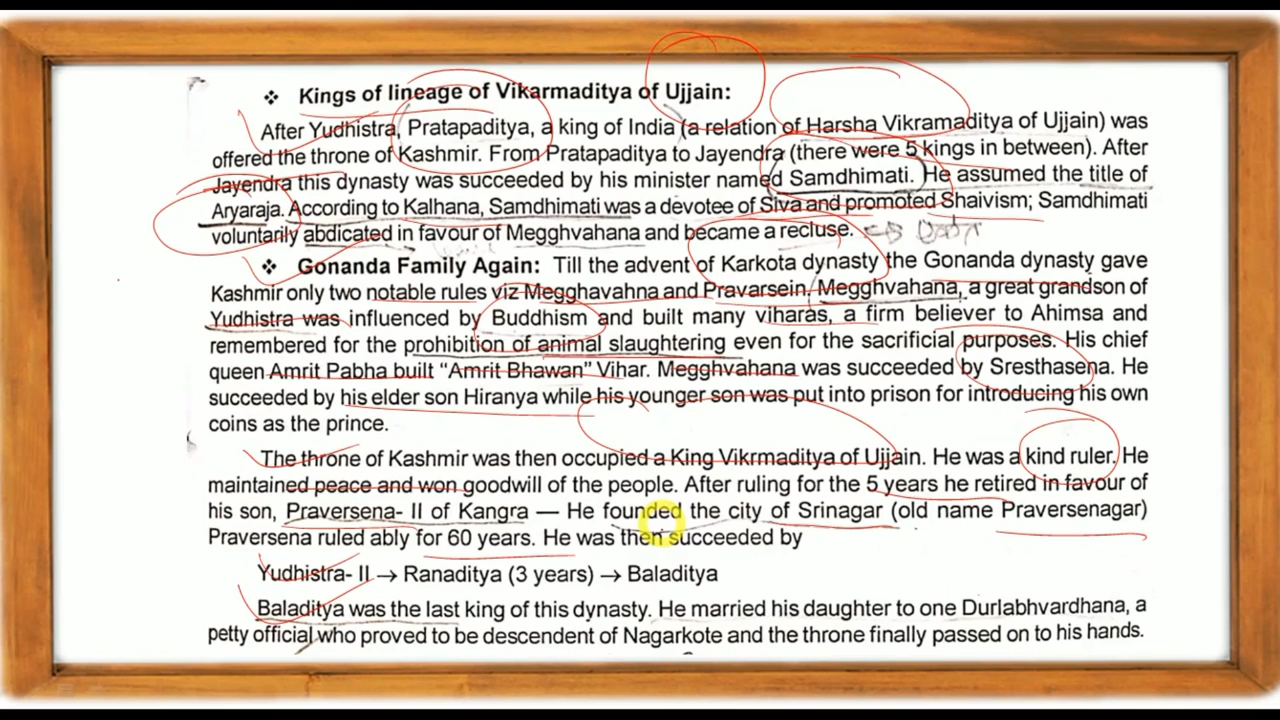 ❖ Kings of lineage of Vikarmaditya of Ujjain:
After Yudhistra, Pratapaditya, a king of India (a relation of Harsha Vikramaditya of Ujjain) was
offered the throne of Kashmir. From Pratapaditya to Jayendra (there were 5 kings in between). After
Jayendra this dynasty was succeeded by his minister named Samdhimati. He assumed the title of
Aryaraja. According to Kalhana, Samdhimati was a devotee of Siva and promoted Shaivism; Samdhimati
voluntarily abdicated in favour of Megghvahana and became a recluse.
❖ Gonanda Family Again: Till the advent of Karkota dynasty the Gonanda dynasty gave
Kashmir only two notable rules viz Megghavahna and Pravarsein. Megghvahana, a great grandson of
Yudhistra was influenced by Buddhism and built many viharas, a firm believer to Ahimsa and
remembered for the prohibition of animal slaughtering even for the sacrificial purposes. His chief
queen Amrit Pabha built "Amrit Bhawan" Vihar. Megghvahana was succeeded by Sresthasena. He
succeeded by his elder son Hiranya while his younger son was put into prison for introducing his own
coins as the prince.
The throne of Kashmir was then occupied a King Vikrmaditya of Ujjain. He was a kind ruler. He
maintained peace and won goodwill of the people. After ruling for the 5 years he retired in favour of
his son, Praversena- II of Kangra — He founded the city of Srinagar (old name Praversenagar)
Praversena ruled ably for 60 years. He was then succeeded by
Yudhistra- II → Ranaditya (3 years) → Baladitya
Baladitya was the last king of this dynasty. He married his daughter to one Durlabhvardhana, a
petty official who proved to be descendent of Nagarkote and the throne finally passed on to his hands.